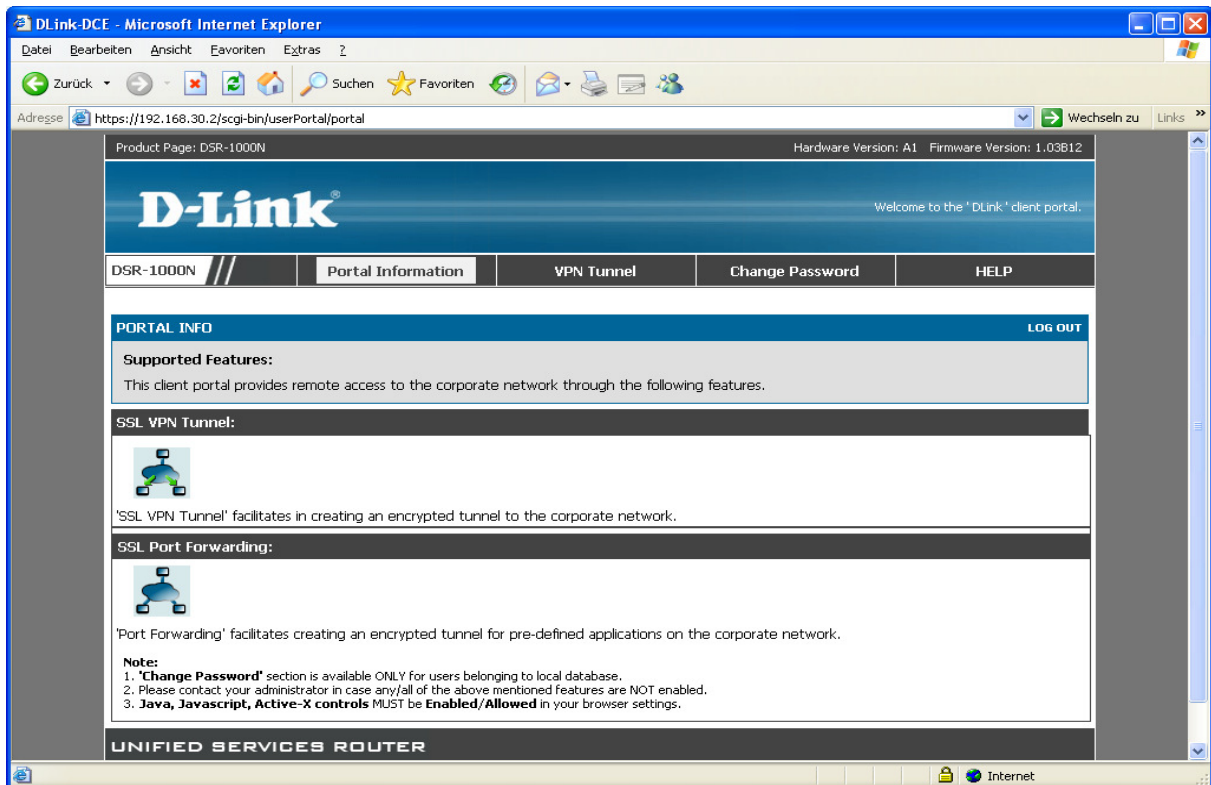 DLink-DCE - Microsoft Internet Explorer
Datei Bearbeiten Ansicht Favoriten Extras ?
Zurück Suchen Favoriten
Adresse https://192.168.30.2/scgi-bin/userPortal/portal Wechseln zu Links »
Product Page: DSR-1000N Hardware Version: A1 Firmware Version: 1.03B12
D-Link®
Welcome to the ' DLink ' client portal.
DSR-1000N /// Portal Information VPN Tunnel Change Password HELP
PORTAL INFO LOG OUT
Supported Features:
This client portal provides remote access to the corporate network through the following features.
SSL VPN Tunnel:
'SSL VPN Tunnel' facilitates in creating an encrypted tunnel to the corporate network.
SSL Port Forwarding:
'Port Forwarding' facilitates creating an encrypted tunnel for pre-defined applications on the corporate network.
Note:
1. 'Change Password' section is available ONLY for users belonging to local database.
2. Please contact your administrator in case any/all of the above mentioned features are NOT enabled.
3. Java, Javascript, Active-X controls MUST be Enabled/Allowed in your browser settings.
UNIFIED SERVICES ROUTER
Internet